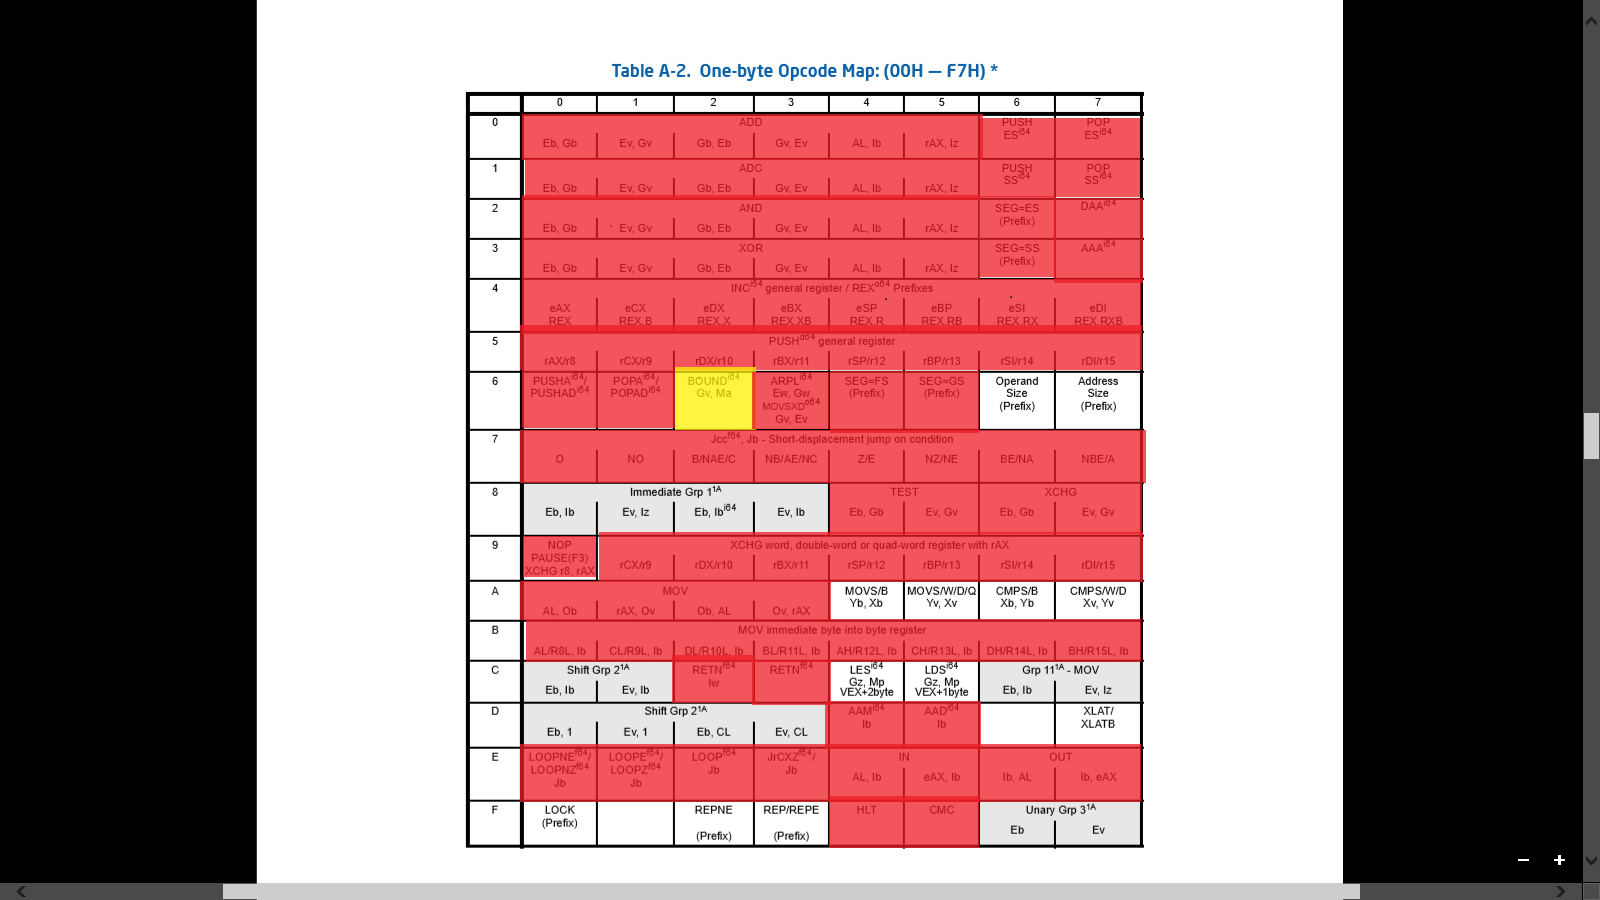 Table A-2. One-byte Opcode Map: (00H — F7H) *
0 1 2 3 4 5 6 7
0 ADD PUSH ES i64 POP ES i64
Eb, Gb Ev, Gv Gb, Eb Gv, Ev AL, Ib rAX, Iz
1 ADC PUSH SS i64 POP SS i64
Eb, Gb Ev, Gv Gb, Eb Gv, Ev AL, Ib rAX, Iz
2 AND SEG=ES (Prefix) DAA i64
Eb, Gb Ev, Gv Gb, Eb Gv, Ev AL, Ib rAX, Iz
3 XOR SEG=SS (Prefix) AAA i64
Eb, Gb Ev, Gv Gb, Eb Gv, Ev AL, Ib rAX, Iz
4 INC i64 general register / REX o64 Prefixes
eAX eCX eDX eBX eSP eBP eSI eDI
REX REX.B REX.X REX.XB REX.R REX.RB REX.RX REX.RXB
5 PUSH d64 general register
rAX/r8 rCX/r9 rDX/r10 rBX/r11 rSP/r12 rBP/r13 rSI/r14 rDI/r15
6 PUSHA i64/ PUSHAD i64 POPA i64/ POPAD i64 BOUND i64 Gv, Ma ARPL i64 Ew, Gw MOVSXD o64 Gv, Ev SEG=FS (Prefix) SEG=GS (Prefix) Operand Size (Prefix) Address Size (Prefix)
7 Jcc f64, Jb - Short-displacement jump on condition
O NO B/NAE/C NB/AE/NC Z/E NZ/NE BE/NA NBE/A
8 Immediate Grp 1 1A TEST XCHG
Eb, Ib Ev, Iz Eb, Ib i64 Ev, Ib Eb, Gb Ev, Gv Eb, Gb Ev, Gv
9 NOP PAUSE(F3) XCHG r8, rAX XCHG word, double-word or quad-word register with rAX
rCX/r9 rDX/r10 rBX/r11 rSP/r12 rBP/r13 rSI/r14 rDI/r15
A MOV MOVS/B Yb, Xb MOVS/W/D/Q Yv, Xv CMPS/B Xb, Yb CMPS/W/D Xv, Yv
AL, Ob rAX, Ov Ob, AL Ov, rAX
B MOV immediate byte into byte register
AL/R8L, Ib CL/R9L, Ib DL/R10L, Ib BL/R11L, Ib AH/R12L, Ib CH/R13L, Ib DH/R14L, Ib BH/R15L, Ib
C Shift Grp 2 1A RETN f64 Iw RETN f64 LES i64 Gz, Mp VEX+2byte LDS i64 Gz, Mp VEX+1byte Grp 11 1A - MOV
Eb, Ib Ev, Ib Eb, Ib Ev, Iz
D Shift Grp 2 1A AAM i64 Ib AAD i64 Ib XLAT/ XLATB
Eb, 1 Ev, 1 Eb, CL Ev, CL
E LOOPNE f64/ LOOPNZ f64 Jb LOOPE f64/ LOOPZ f64 Jb LOOP f64 Jb JrCXZ f64/ Jb IN OUT
AL, Ib eAX, Ib Ib, AL Ib, eAX
F LOCK (Prefix) REPNE (Prefix) REP/REPE (Prefix) HLT CMC Unary Grp 3 1A
Eb Ev